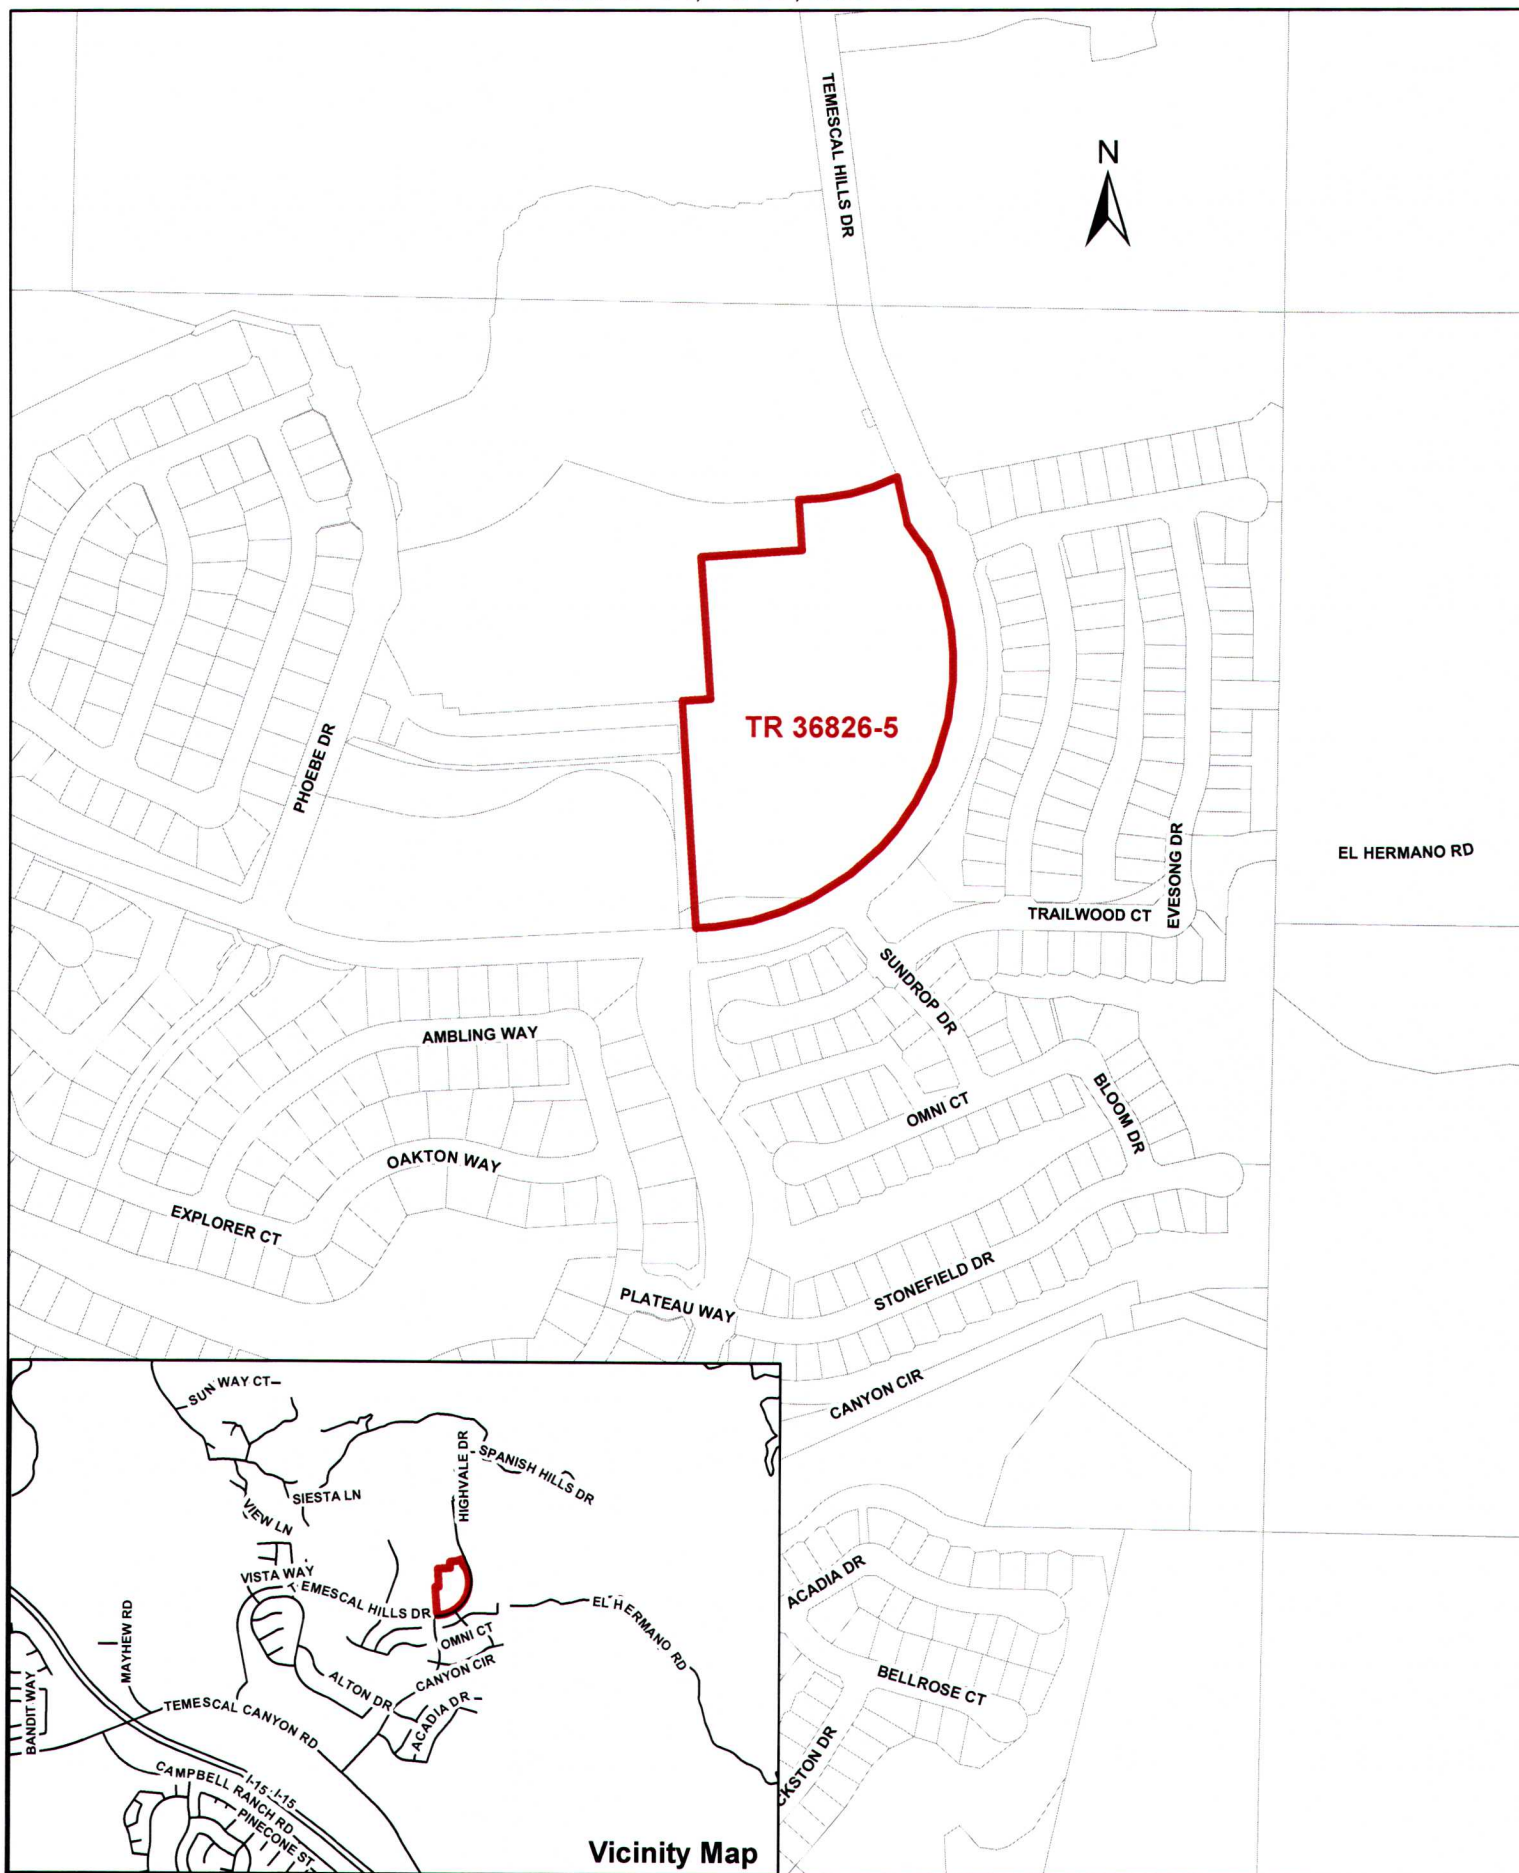 TEMESCAL HILLS DR
N
TR 36826-5
PHOEBE DR
EVESONG DR
EL HERMANO RD
TRAILWOOD CT
SUNDROP DR
AMBLING WAY
OMNI CT
BLOOM DR
OAKTON WAY
EXPLORER CT
STONEFIELD DR
PLATEAU WAY
CANYON CIR
ACADIA DR
BELLROSE CT
CKSTON DR
SUN WAY CT
HIGHVALE DR
SPANISH HILLS DR
SIESTA LN
VIEW LN
VISTA WAY
TEMESCAL HILLS DR
EL HERMANO RD
OMNI CT
MAYHEW RD
CANYON CIR
ALTON DR
ACADIA DR
BANDIT WAY
TEMESCAL CANYON RD
CAMPBELL RANCH RD
I-15
I-15
PINECONE ST
Vicinity Map